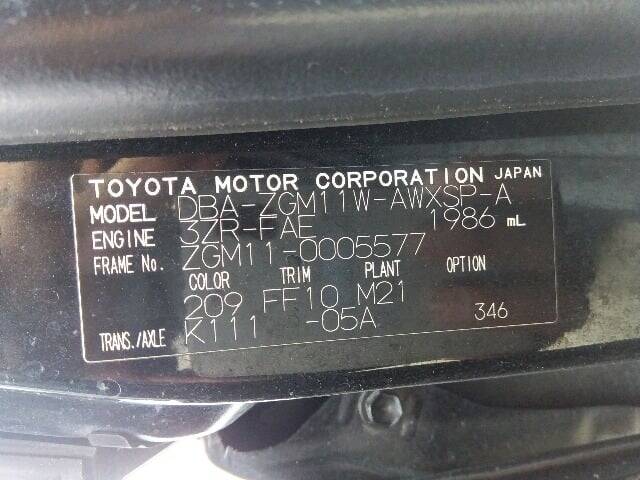 TOYOTA MOTOR CORPORATION JAPAN
MODEL DBA-ZGM11W-AWXSP-A
ENGINE 3ZR-FAE 1986 mL
FRAME No. ZGM11-0005577
COLOR TRIM PLANT OPTION
209 FF10 M21
TRANS./AXLE K111 -05A 346